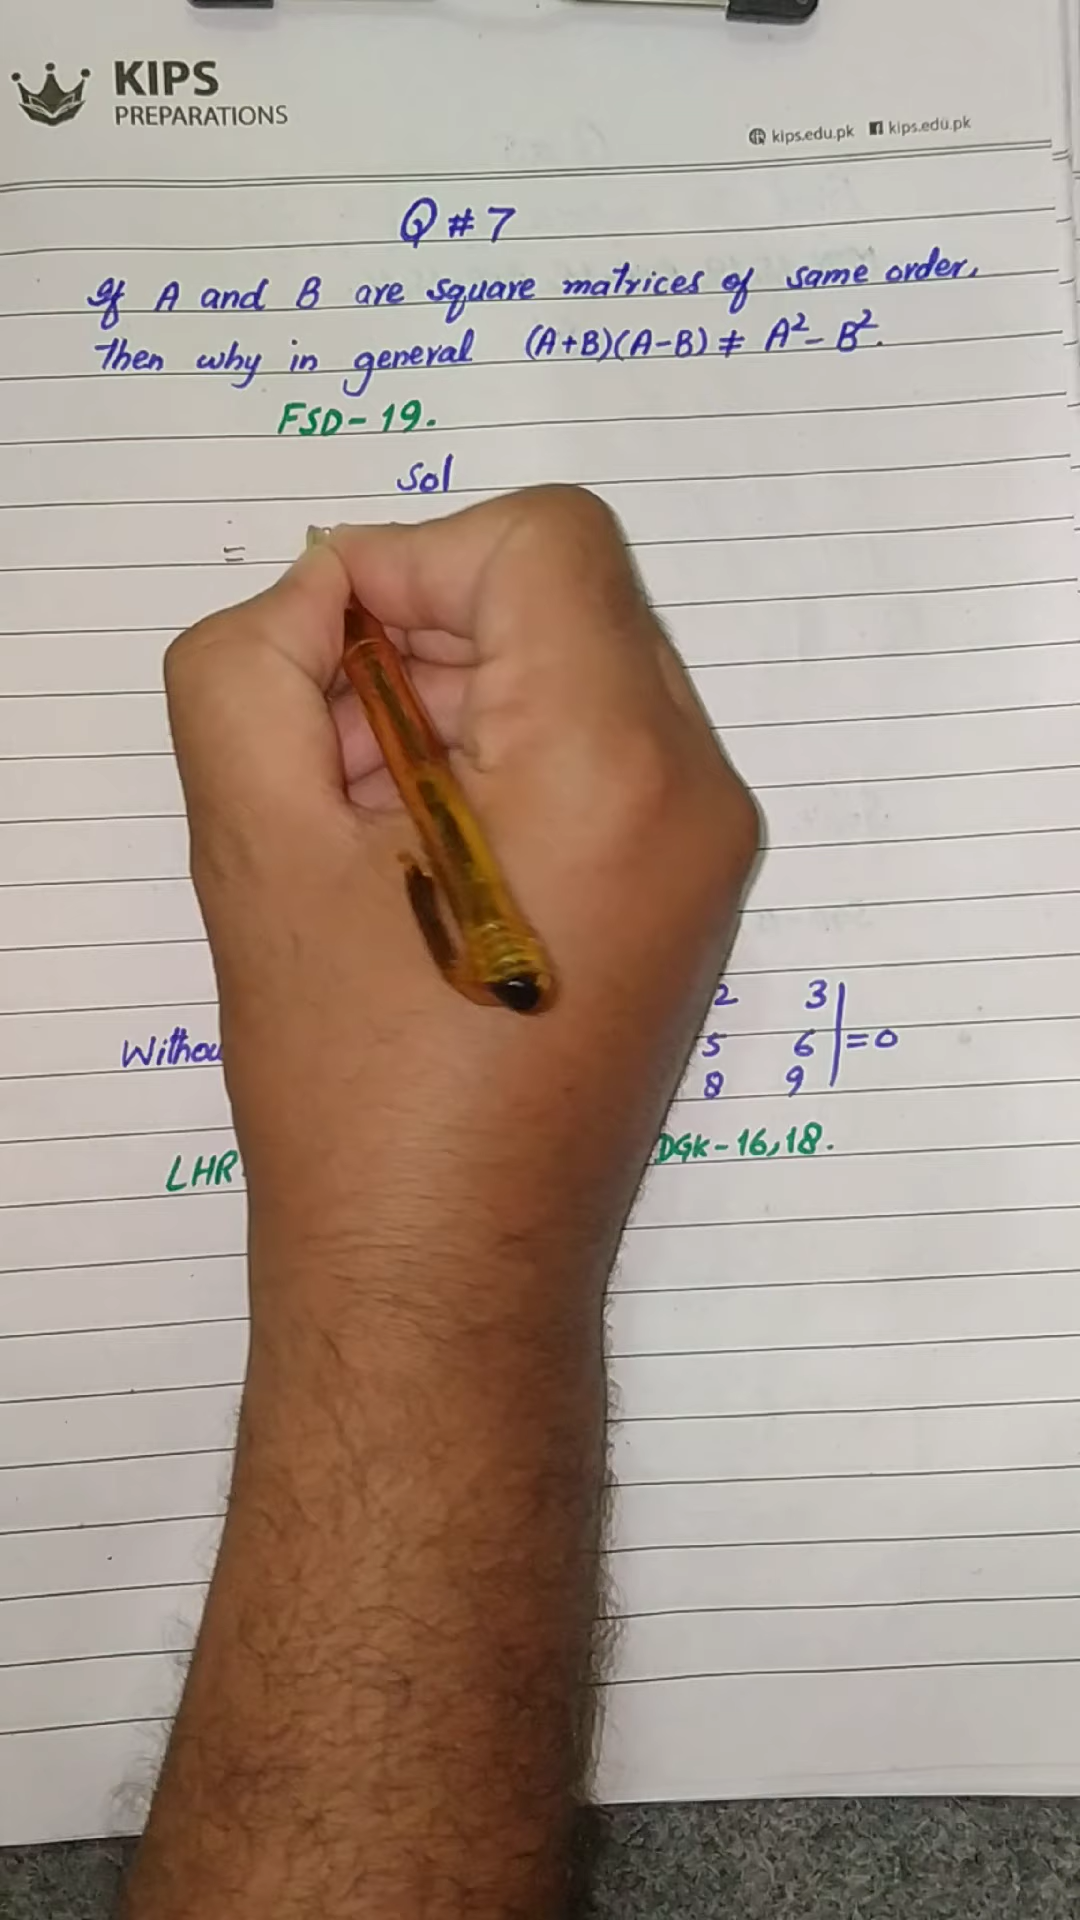 KIPS
PREPARATIONS
kips.edu.pk kips.edu.pk
Q # 7
If A and B are square matrices of same order.
Then why in general (A+B)(A-B) ≠ A² - B².
FSD - 19.
Sol
=
2 3
5 6 = 0
8 9
LHR
DGK - 16, 18.